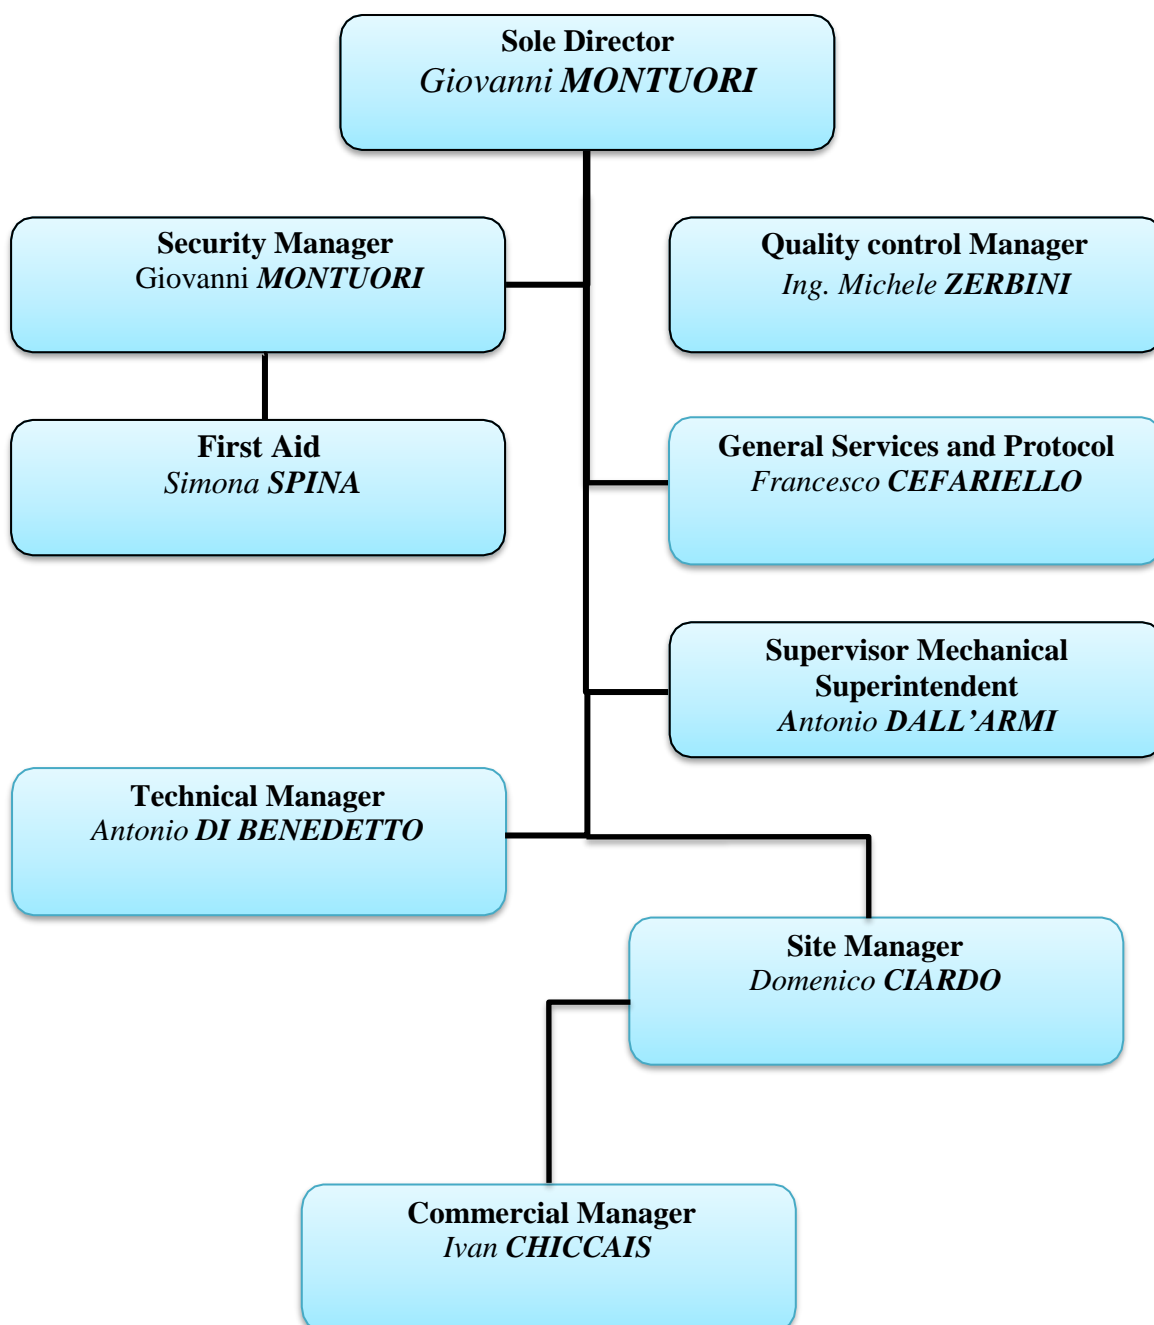 Sole Director
Giovanni MONTUORI
Security Manager
Giovanni MONTUORI
Quality control Manager
Ing. Michele ZERBINI
First Aid
Simona SPINA
General Services and Protocol
Francesco CEFARIELLO
Supervisor Mechanical
Superintendent
Antonio DALL’ARMI
Technical Manager
Antonio DI BENEDETTO
Site Manager
Domenico CIARDO
Commercial Manager
Ivan CHICCAIS